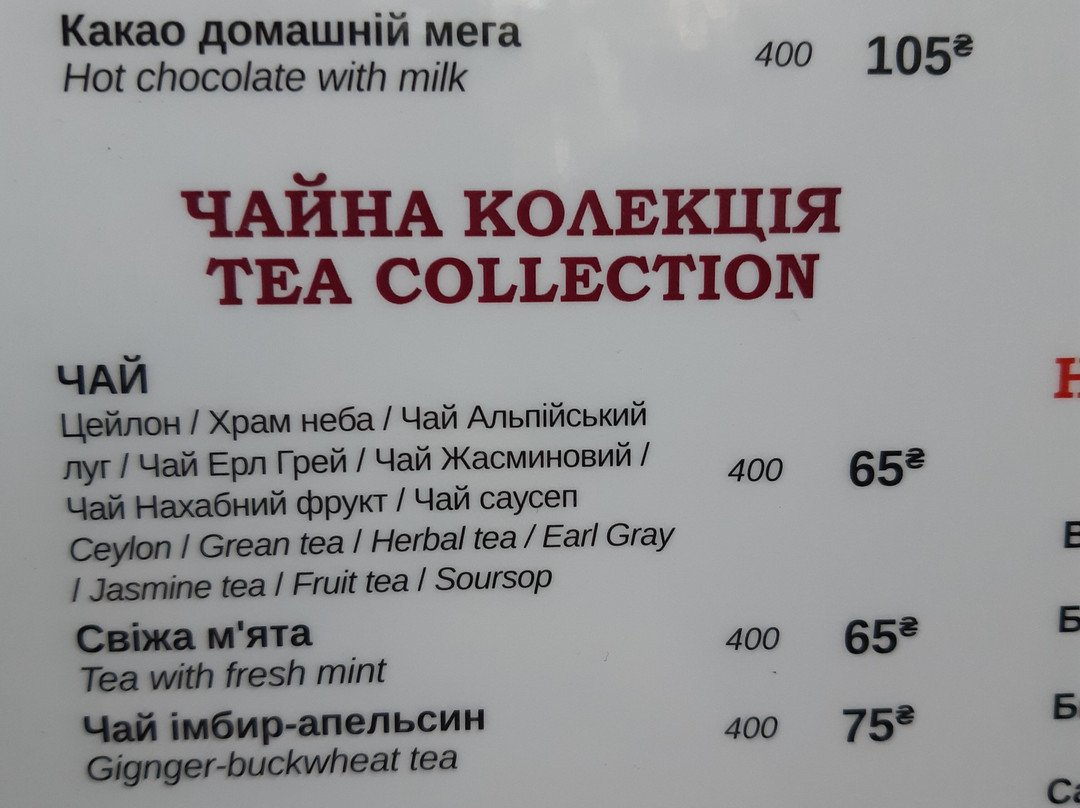 Какао домашній мега 400 105₴
Hot chocolate with milk
ЧАЙНА КОЛЕКЦІЯ
TEA COLLECTION
ЧАЙ
Цейлон / Храм неба / Чай Альпійський
луг / Чай Ерл Грей / Чай Жасминовий / 400 65₴
Чай Нахабний фрукт / Чай саусеп
Ceylon / Grean tea / Herbal tea / Earl Gray
/ Jasmine tea / Fruit tea / Soursop
Свіжа м'ята 400 65₴
Tea with fresh mint
Чай імбир-апельсин 400 75₴
Gignger-buckwheat tea